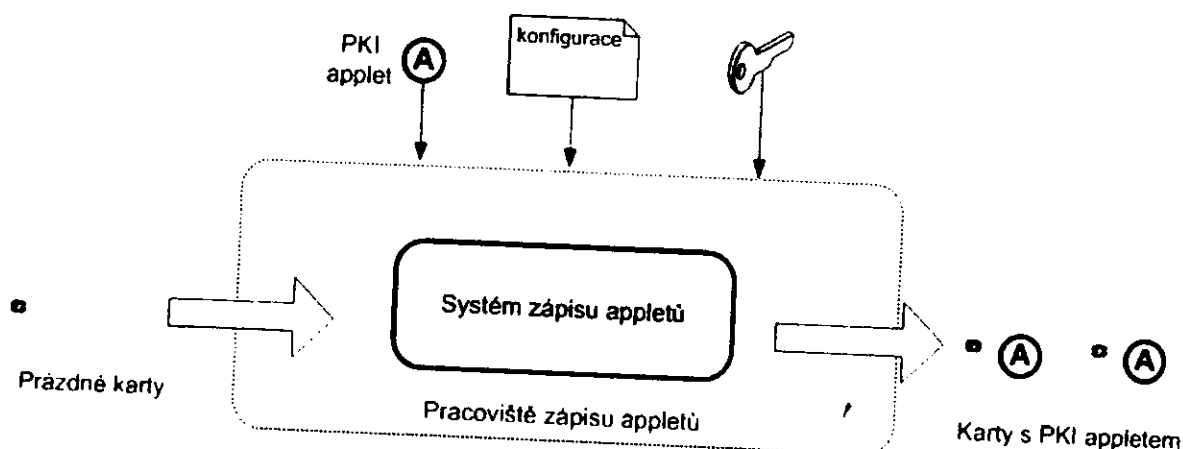 PKI
applet
A
konfigurace
Systém zápisu appletů
Prázdné karty
Pracoviště zápisu appletů
A
A
Karty s PKI appletem